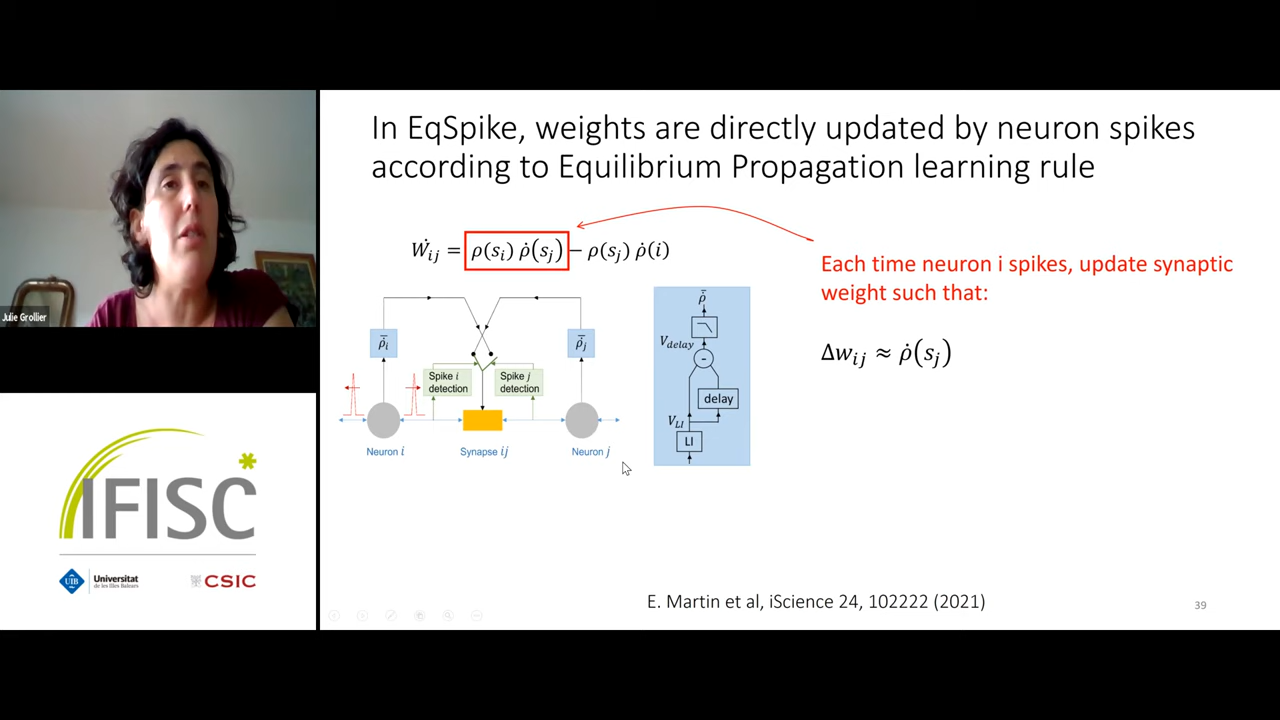 In EqSpike, weights are directly updated by neuron spikes
according to Equilibrium Propagation learning rule
Ẇij = ρ(si) ρ̇(sj) − ρ(sj) ρ̇(i)
Each time neuron i spikes, update synaptic
weight such that:
Δwij ≈ ρ̇(sj)
ρ̇̄i
ρ̇̄j
Spike i
detection
Spike j
detection
Neuron i
Synapse ij
Neuron j
ρ̇̄
Vdelay
-
delay
VLI
LI
Julie Grollier
IFISC
UIB
Universitat
de les Illes Balears
CSIC
E. Martin et al, iScience 24, 102222 (2021)
39